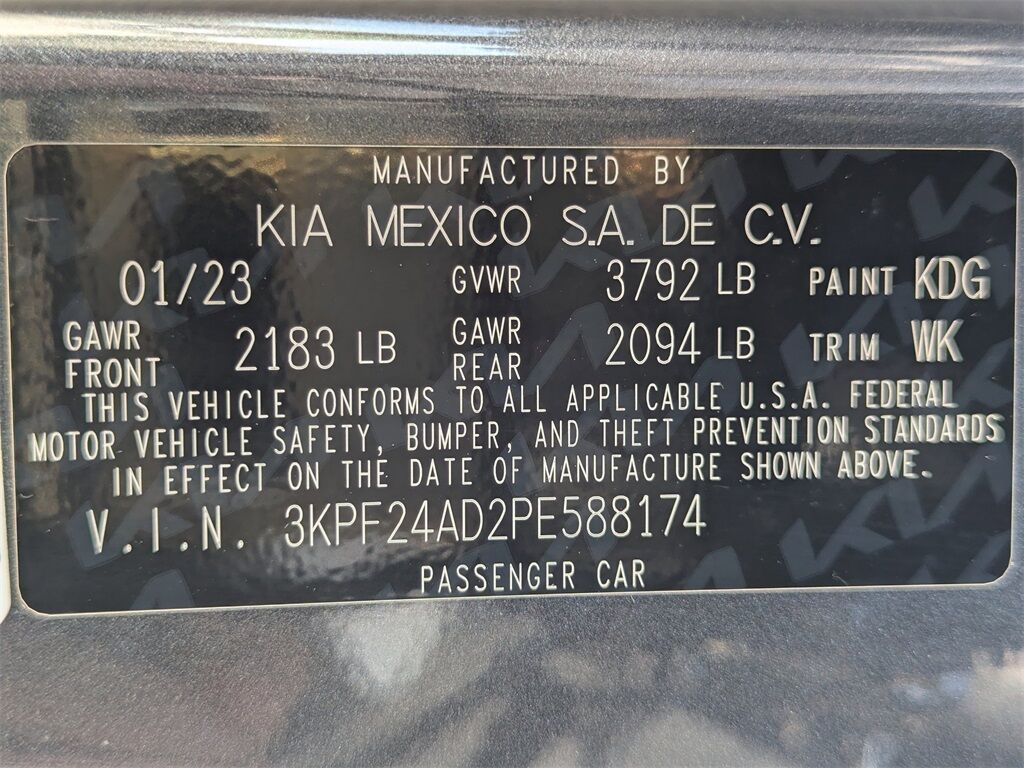 MANUFACTURED BY
KIA MEXICO S.A. DE C.V.
01/23 GVWR 3792 LB PAINT KDG
GAWR FRONT 2183 LB GAWR REAR 2094 LB TRIM WK
THIS VEHICLE CONFORMS TO ALL APPLICABLE U.S.A. FEDERAL
MOTOR VEHICLE SAFETY, BUMPER, AND THEFT PREVENTION STANDARDS
IN EFFECT ON THE DATE OF MANUFACTURE SHOWN ABOVE.
V.I.N. 3KPF24AD2PE588174
PASSENGER CAR